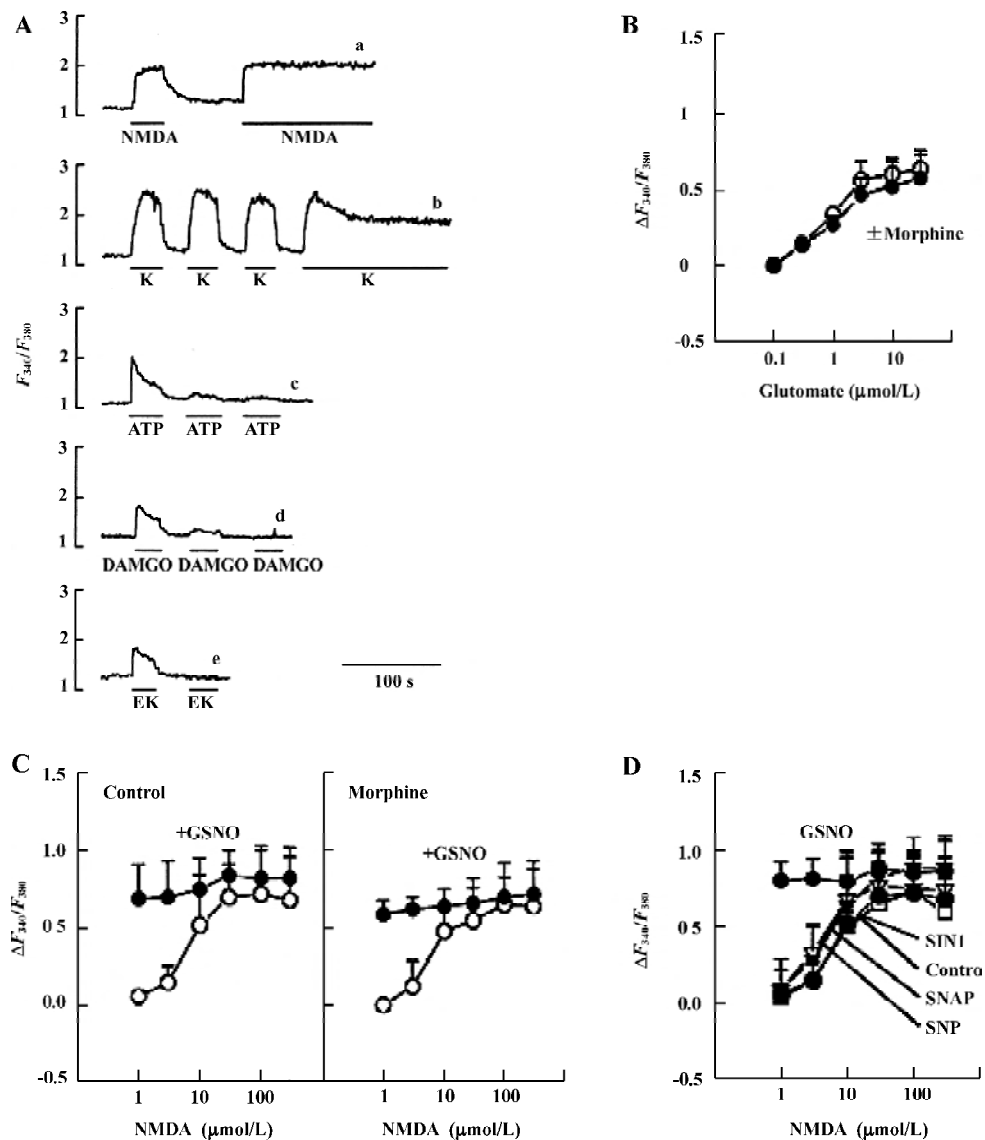 A
3
2
1
a
NMDA NMDA
3
2
1
b
K K K K
F340/F380
3
2
1
c
ATP ATP ATP
3
2
1
d
DAMGO DAMGO DAMGO
3
2
1
e
EK EK
100 s
B
1.5
1.0
0.5
0
-0.5
ΔF340/F380
±Morphine
0.1 1 10
Glutomate (μmol/L)
C
1.5
1.0
0.5
0.0
-0.5
ΔF340/F380
Control
+GSNO
Morphine
+GSNO
1 10 100
1 10 100
NMDA (μmol/L)
NMDA (μmol/L)
D
1.5
1.0
0.5
0.0
-0.5
ΔF340/F380
GSNO
SIN1
Contro
SNAP
SNP
1 10 100
NMDA (μmol/L)